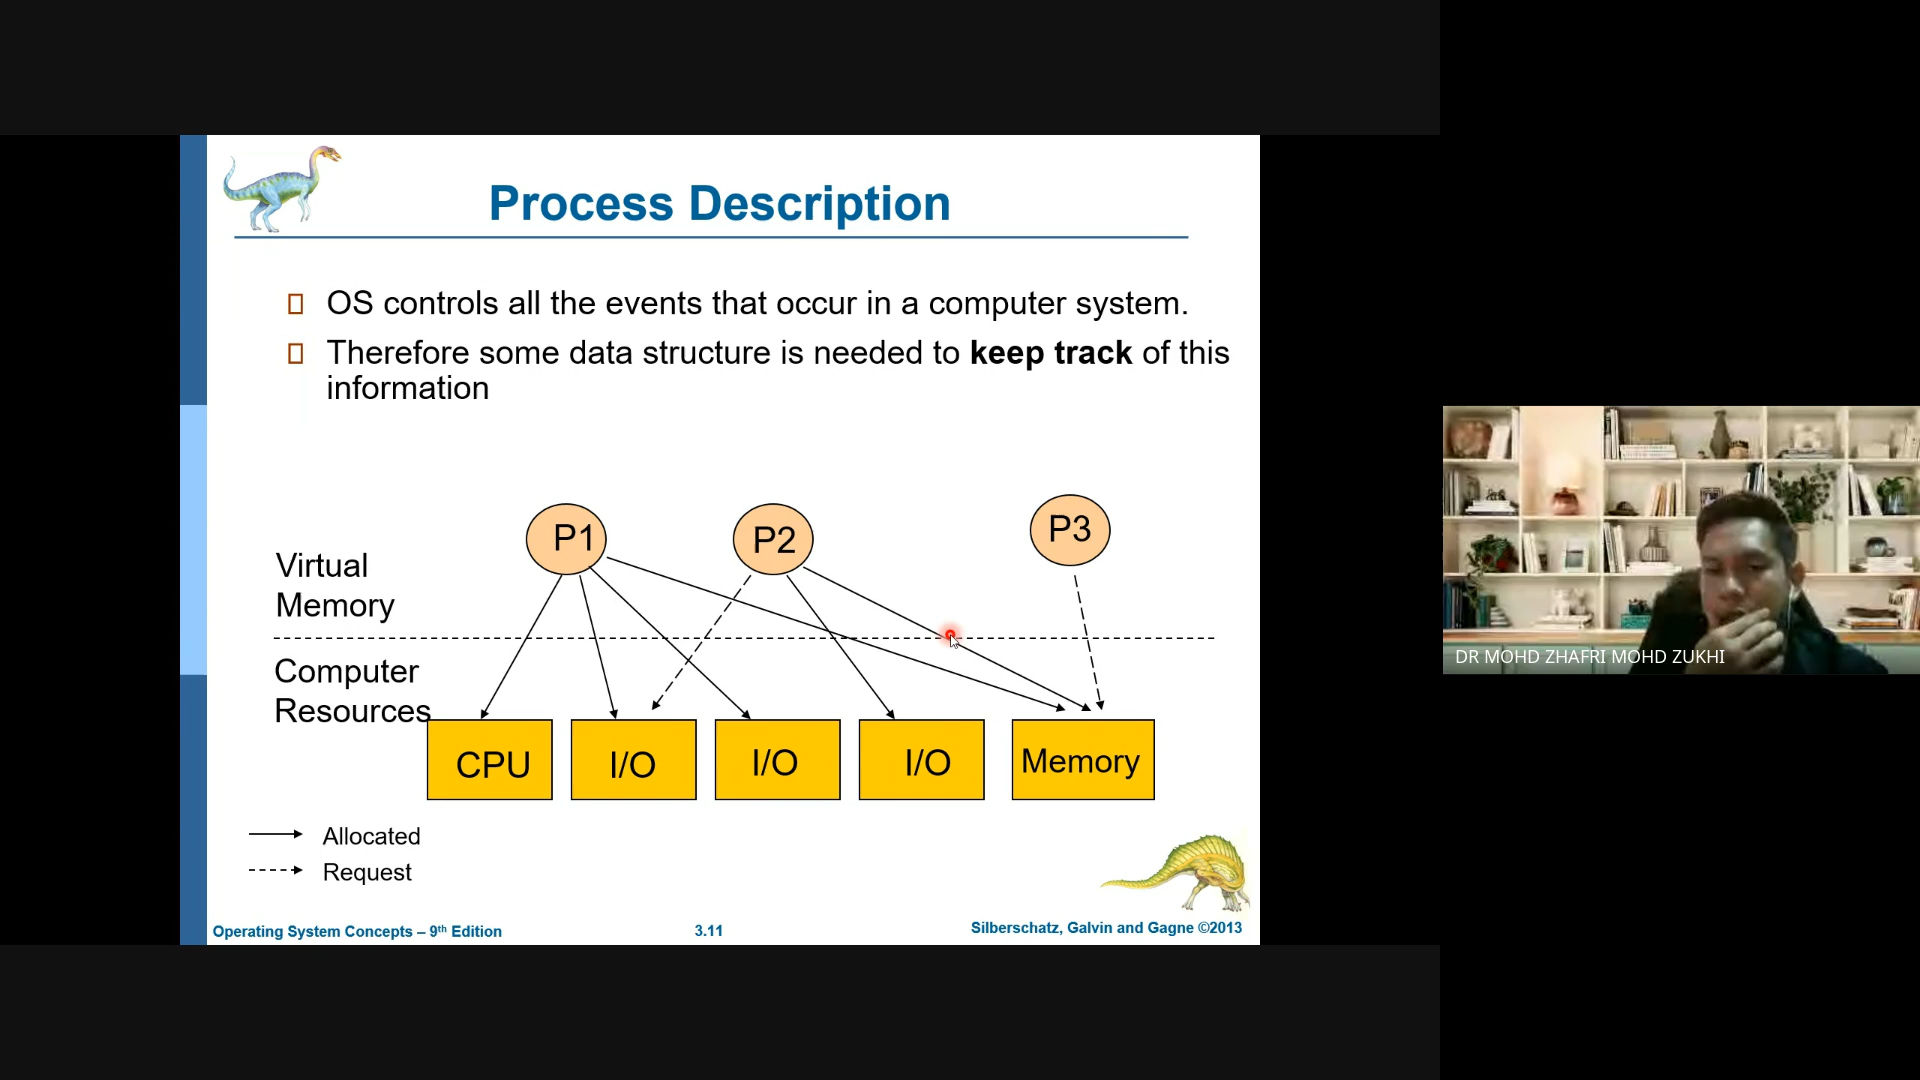 Process Description
OS controls all the events that occur in a computer system.
Therefore some data structure is needed to keep track of this
information
P1
P2
P3
Virtual
Memory
Computer
Resources
CPU
I/O
I/O
I/O
Memory
Allocated
Request
Operating System Concepts – 9th Edition
3.11
Silberschatz, Galvin and Gagne ©2013
DR MOHD ZHAFRI MOHD ZUKHI